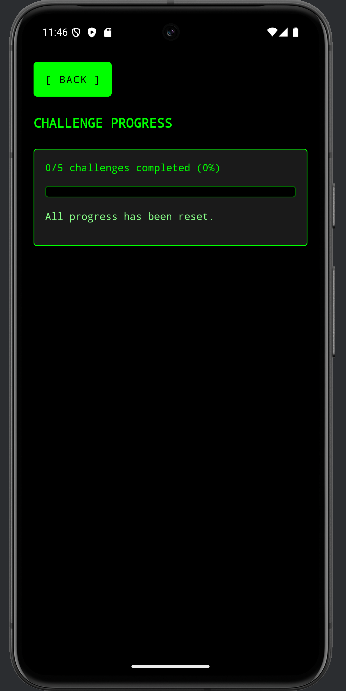 11:46
[ BACK ]
CHALLENGE PROGRESS
0/5 challenges completed (0%)
All progress has been reset.